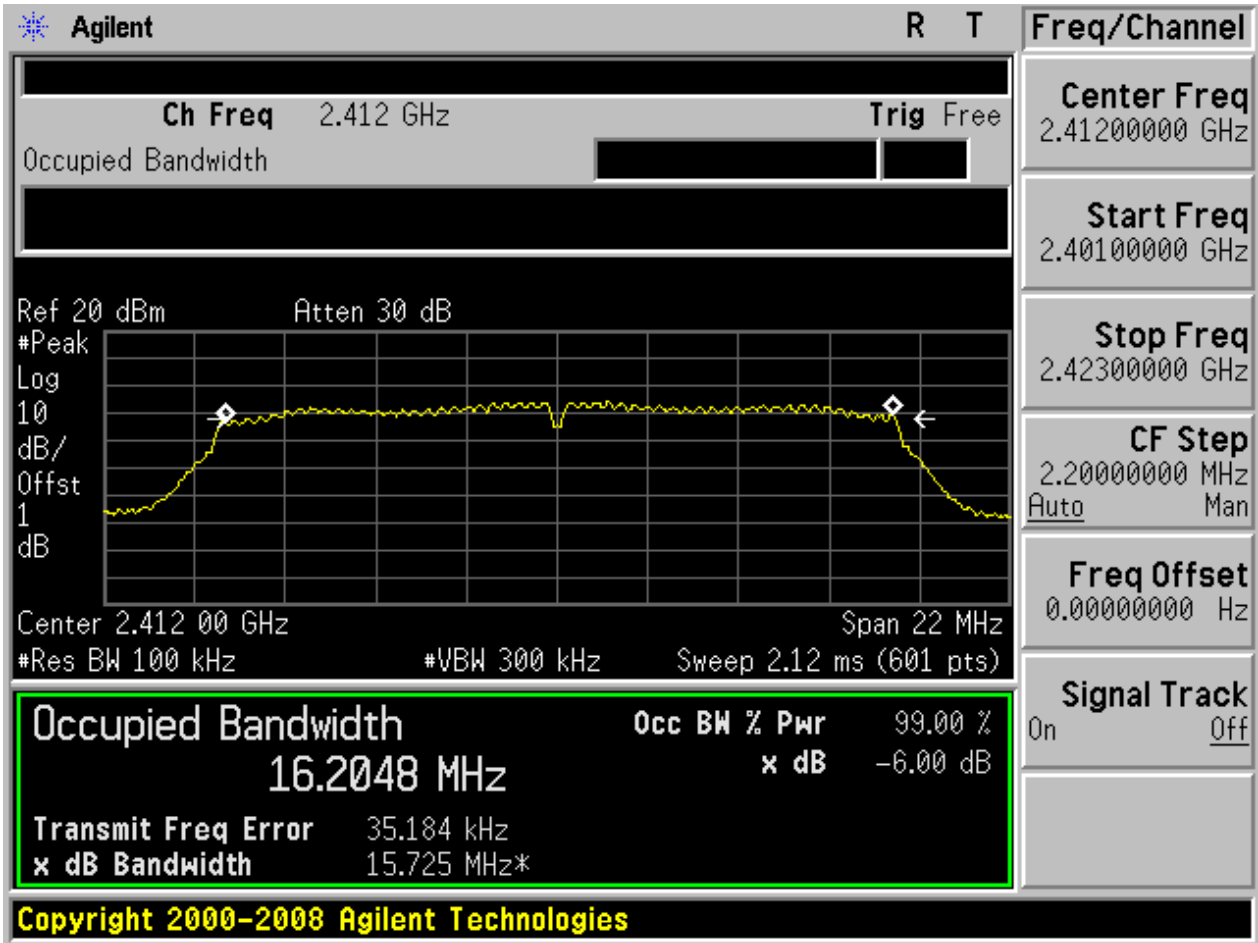 Agilent R T Freq/Channel
Ch Freq 2.412 GHz Trig Free
Occupied Bandwidth
Center Freq
2.41200000 GHz
Start Freq
2.40100000 GHz
Stop Freq
2.42300000 GHz
CF Step
2.20000000 MHz
Auto Man
Freq Offset
0.00000000 Hz
Signal Track
On Off
Ref 20 dBm Atten 30 dB
#Peak
Log
10
dB/
Offst
1
dB
Center 2.412 00 GHz Span 22 MHz
#Res BW 100 kHz #VBW 300 kHz Sweep 2.12 ms (601 pts)
Occupied Bandwidth Occ BW % Pwr 99.00 %
16.2048 MHz x dB -6.00 dB
Transmit Freq Error 35.184 kHz
x dB Bandwidth 15.725 MHz*
Copyright 2000-2008 Agilent Technologies